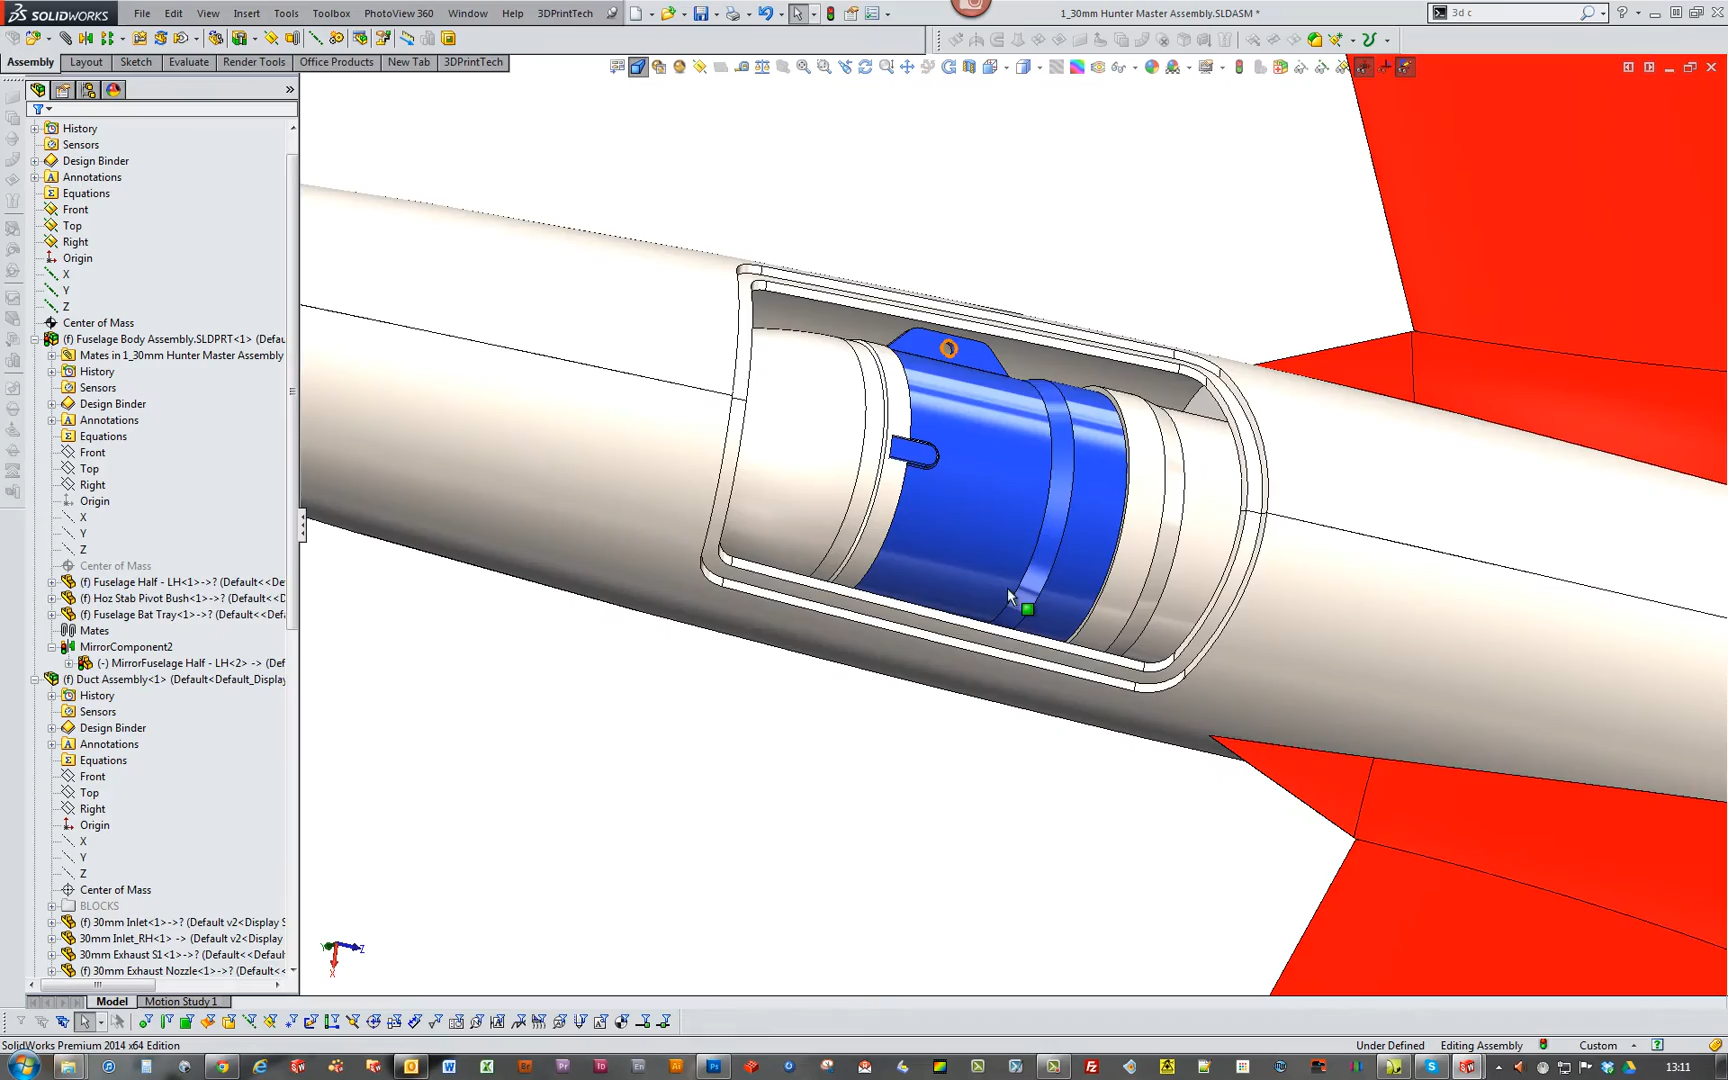 SOLIDWORKS File Edit View Insert Tools Toolbox PhotoView 360 Window Help 3DPrintTech 1_30mm Hunter Master Assembly.SLDASM * 3d c
Assembly Layout Sketch Evaluate Render Tools Office Products New Tab 3DPrintTech
History
Sensors
Design Binder
Annotations
Equations
Front
Top
Right
Origin
X
Y
Z
Center of Mass
(f) Fuselage Body Assembly.SLDPRT<1> (Defau
Mates in 1_30mm Hunter Master Assembly
History
Sensors
Design Binder
Annotations
Equations
Front
Top
Right
Origin
X
Y
Z
Center of Mass
(f) Fuselage Half - LH<1>->? (Default<<De
(f) Hoz Stab Pivot Bush<1>->? (Default<<D
(f) Fuselage Bat Tray<1>->? (Default<<De
Mates
MirrorComponent2
(-) MirrorFuselage Half - LH<2> -> (Def
(f) Duct Assembly<1> (Default<Default_Display
History
Sensors
Design Binder
Annotations
Equations
Front
Top
Right
Origin
X
Y
Z
Center of Mass
BLOCKS
(f) 30mm Inlet<1>->? (Default v2<Display S
30mm Inlet_RH<1> -> (Default v2<Display
30mm Exhaust S1<1>->? (Default<<Defau
(f) 30mm Exhaust Nozzle<1>->? (Default<
Y Z
X
Model Motion Study 1
SolidWorks Premium 2014 x64 Edition Under Defined Editing Assembly Custom
13:11